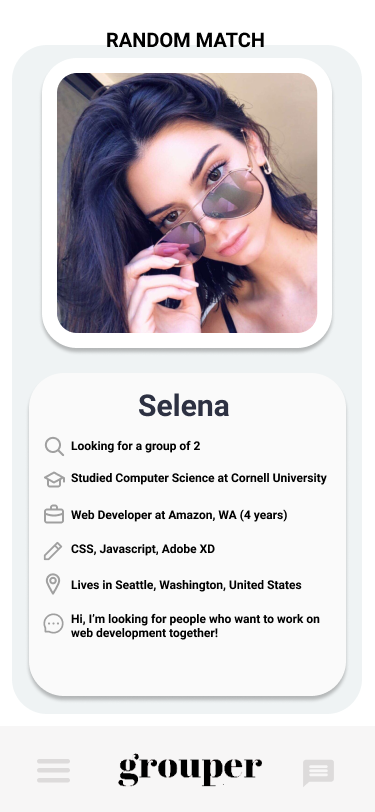 RANDOM MATCH
Selena
Looking for a group of 2
Studied Computer Science at Cornell University
Web Developer at Amazon, WA (4 years)
CSS, Javascript, Adobe XD
Lives in Seattle, Washington, United States
Hi, I’m looking for people who want to work on
web development together!
grouper